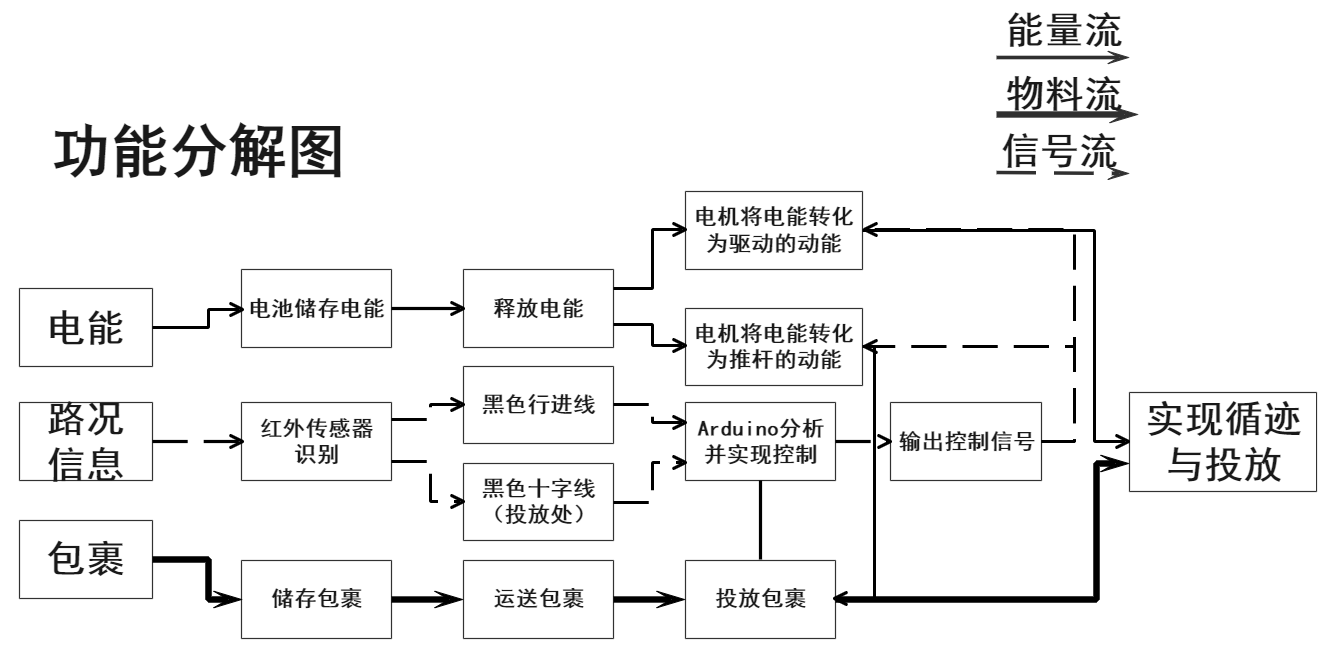 能量流
物料流
信号流
功能分解图
电机将电能转化
为驱动的动能
电能
电池储存电能
释放电能
电机将电能转化
为推杆的动能
路况
信息
红外传感器
识别
黑色行进线
黑色十字线
（投放处）
Arduino分析
并实现控制
输出控制信号
实现循迹
与投放
包裹
储存包裹
运送包裹
投放包裹